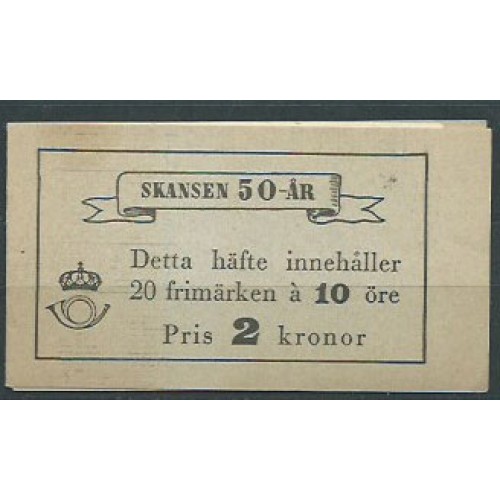 SKANSEN 50-ÅR
Detta häfte innehåller
20 frimärken à 10 öre
Pris 2 kronor